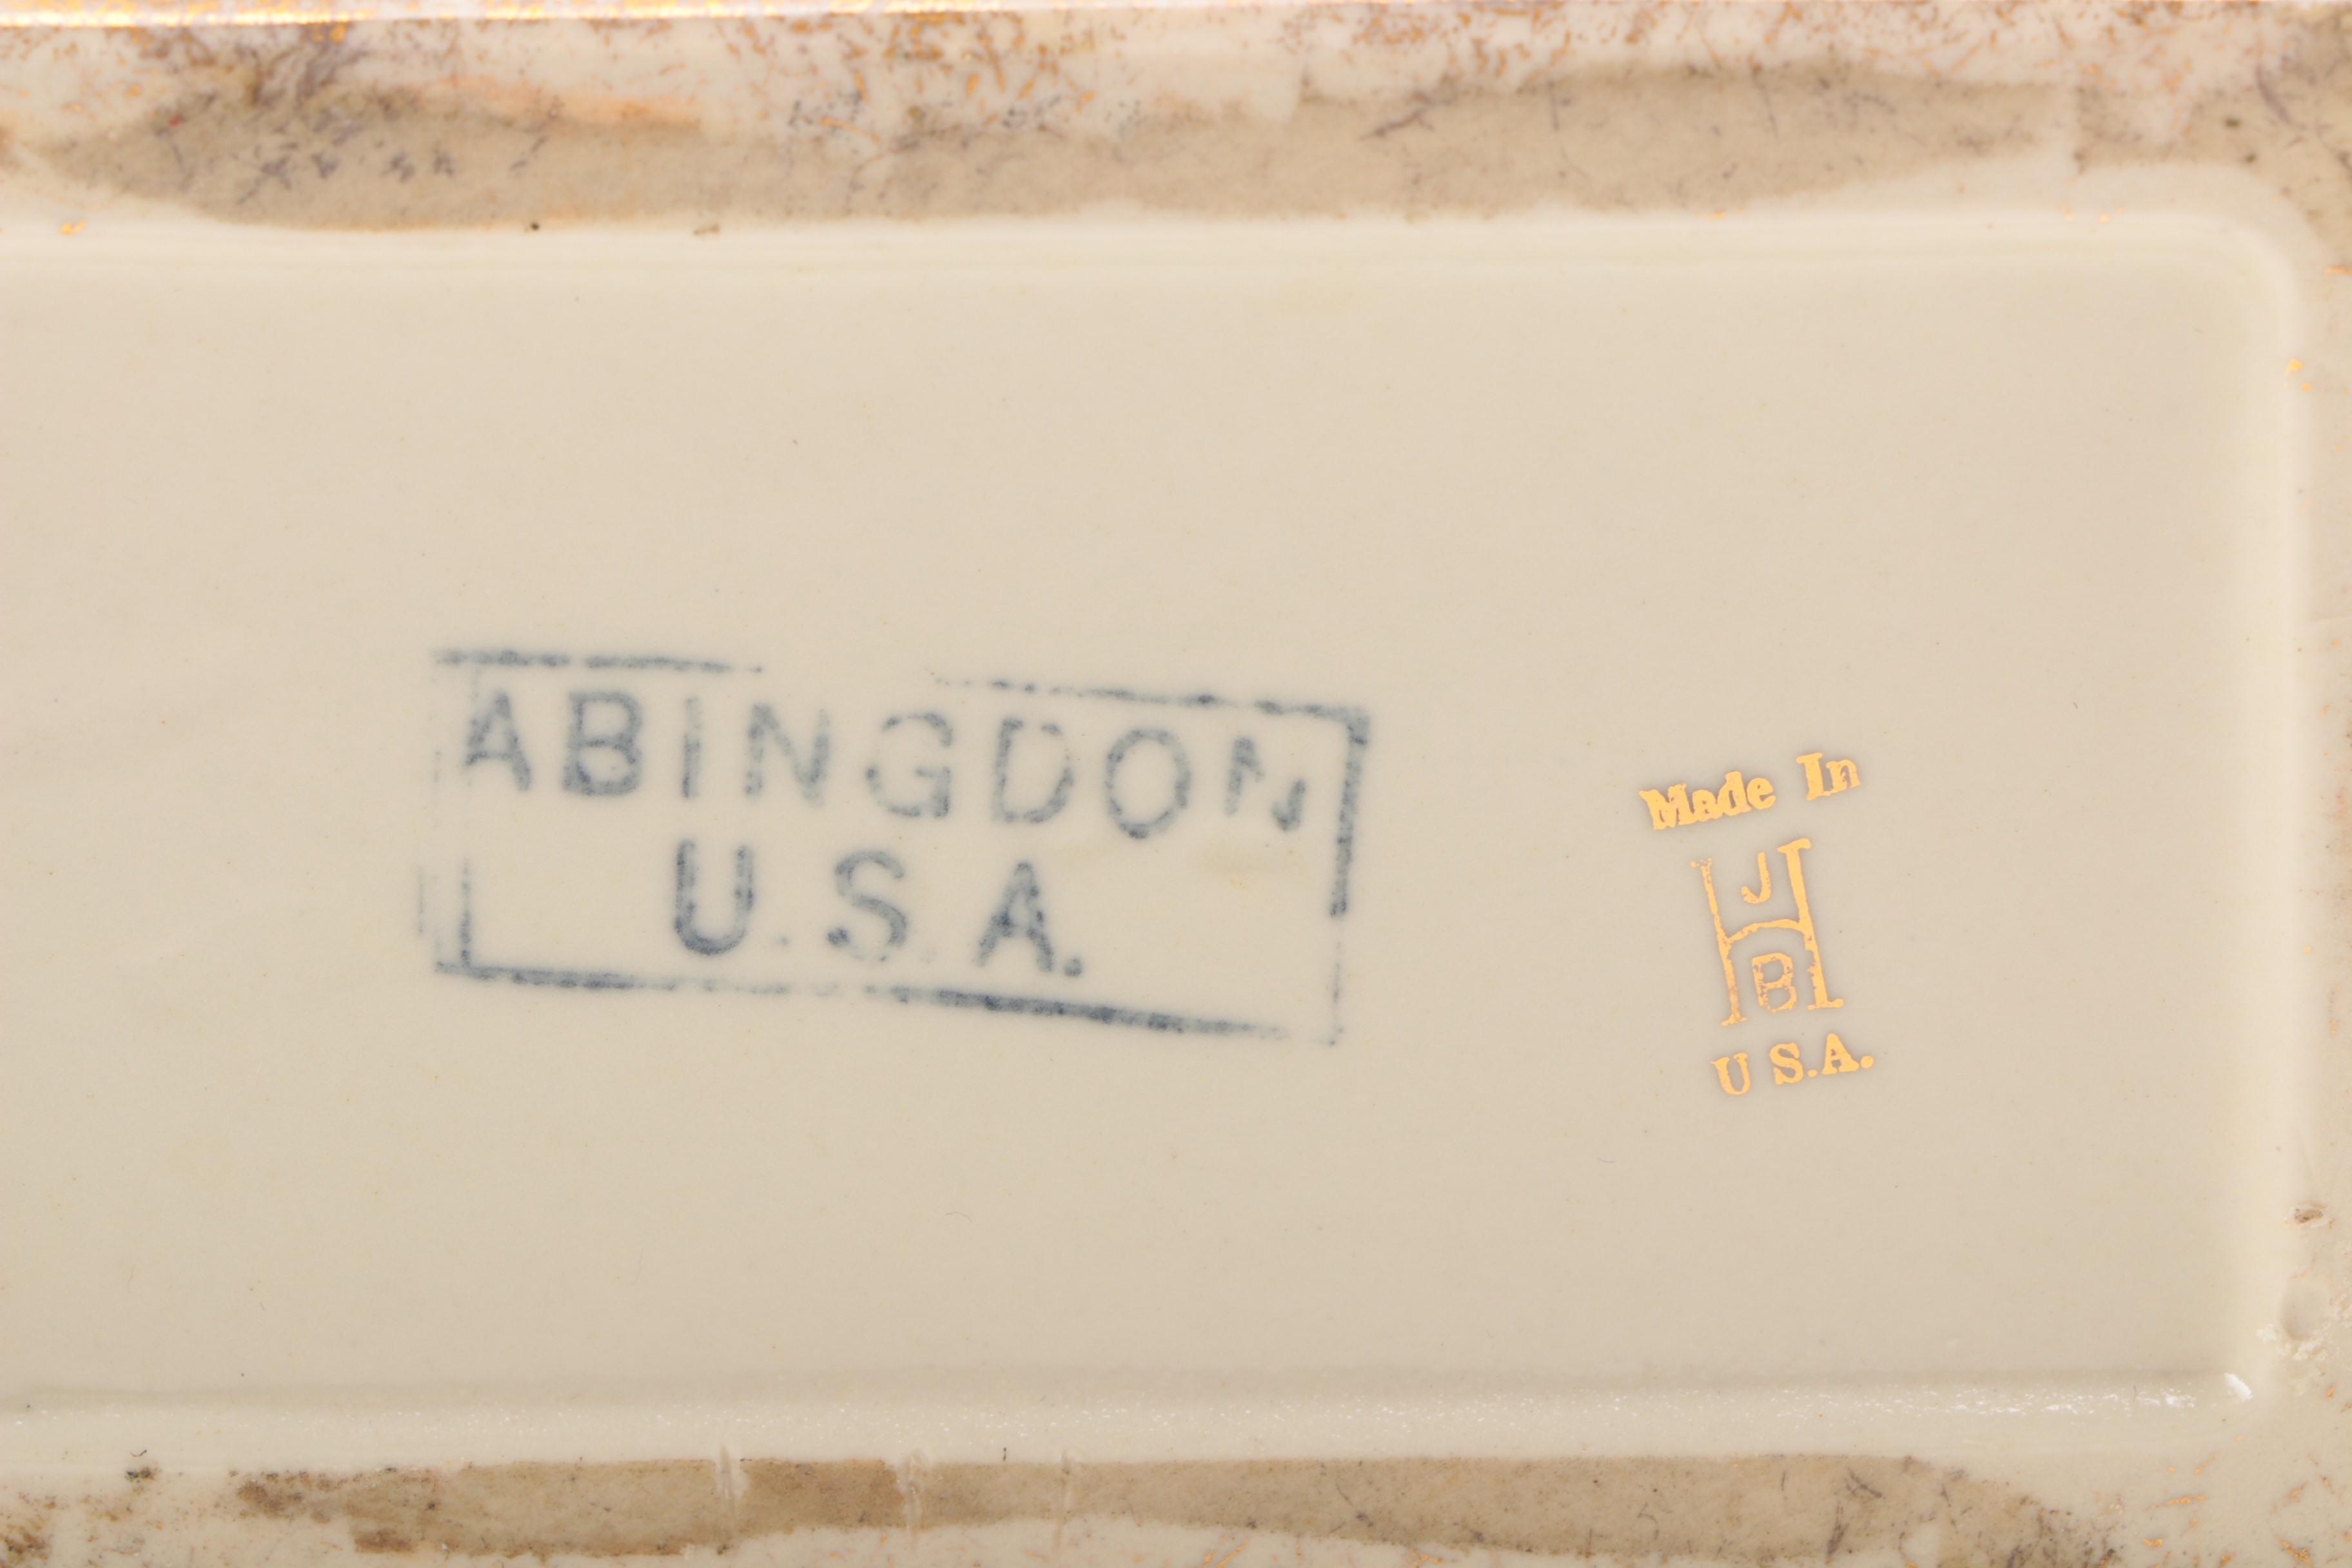 ABINGDON
U.S.A.
Made In
J
H
B
U S.A.